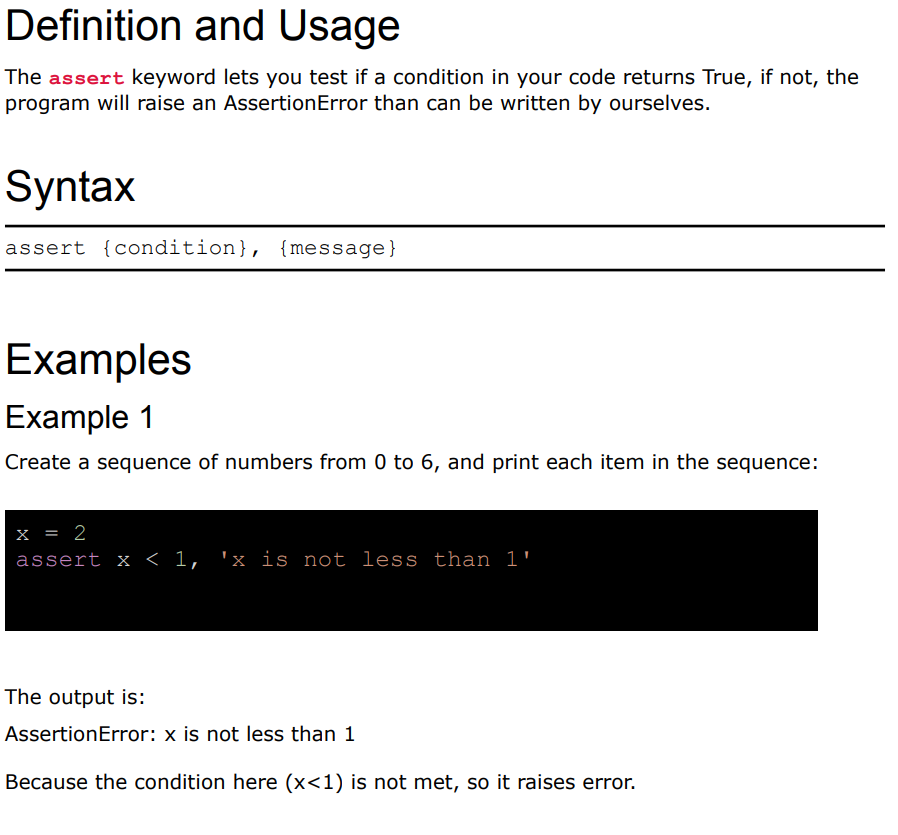 Definition and Usage
The assert keyword lets you test if a condition in your code returns True, if not, the
program will raise an AssertionError than can be written by ourselves.
Syntax
assert {condition}, {message}
Examples
Example 1
Create a sequence of numbers from 0 to 6, and print each item in the sequence:
x = 2
assert x < 1, 'x is not less than 1'
The output is:
AssertionError: x is not less than 1
Because the condition here (x<1) is not met, so it raises error.